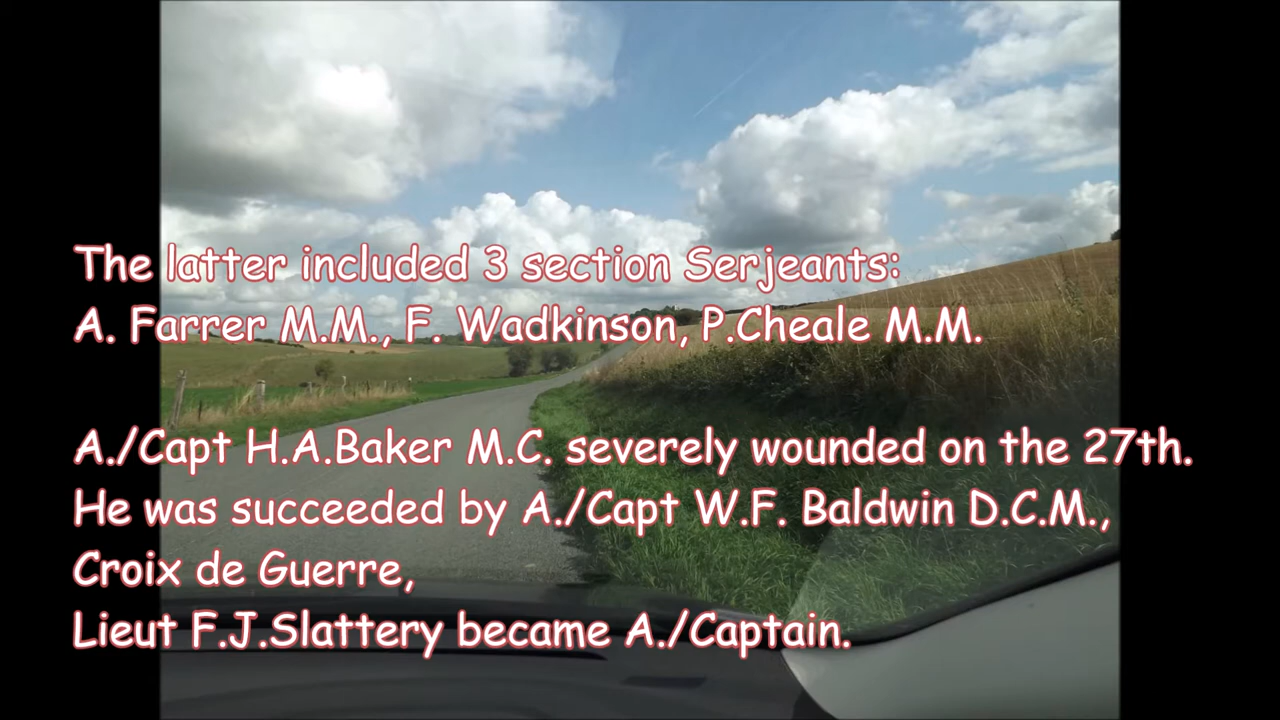 The latter included 3 section Serjeants:
A. Farrer M.M., F. Wadkinson, P.Cheale M.M.
A./Capt H.A.Baker M.C. severely wounded on the 27th.
He was succeeded by A./Capt W.F. Baldwin D.C.M.,
Croix de Guerre,
Lieut F.J.Slattery became A./Captain.